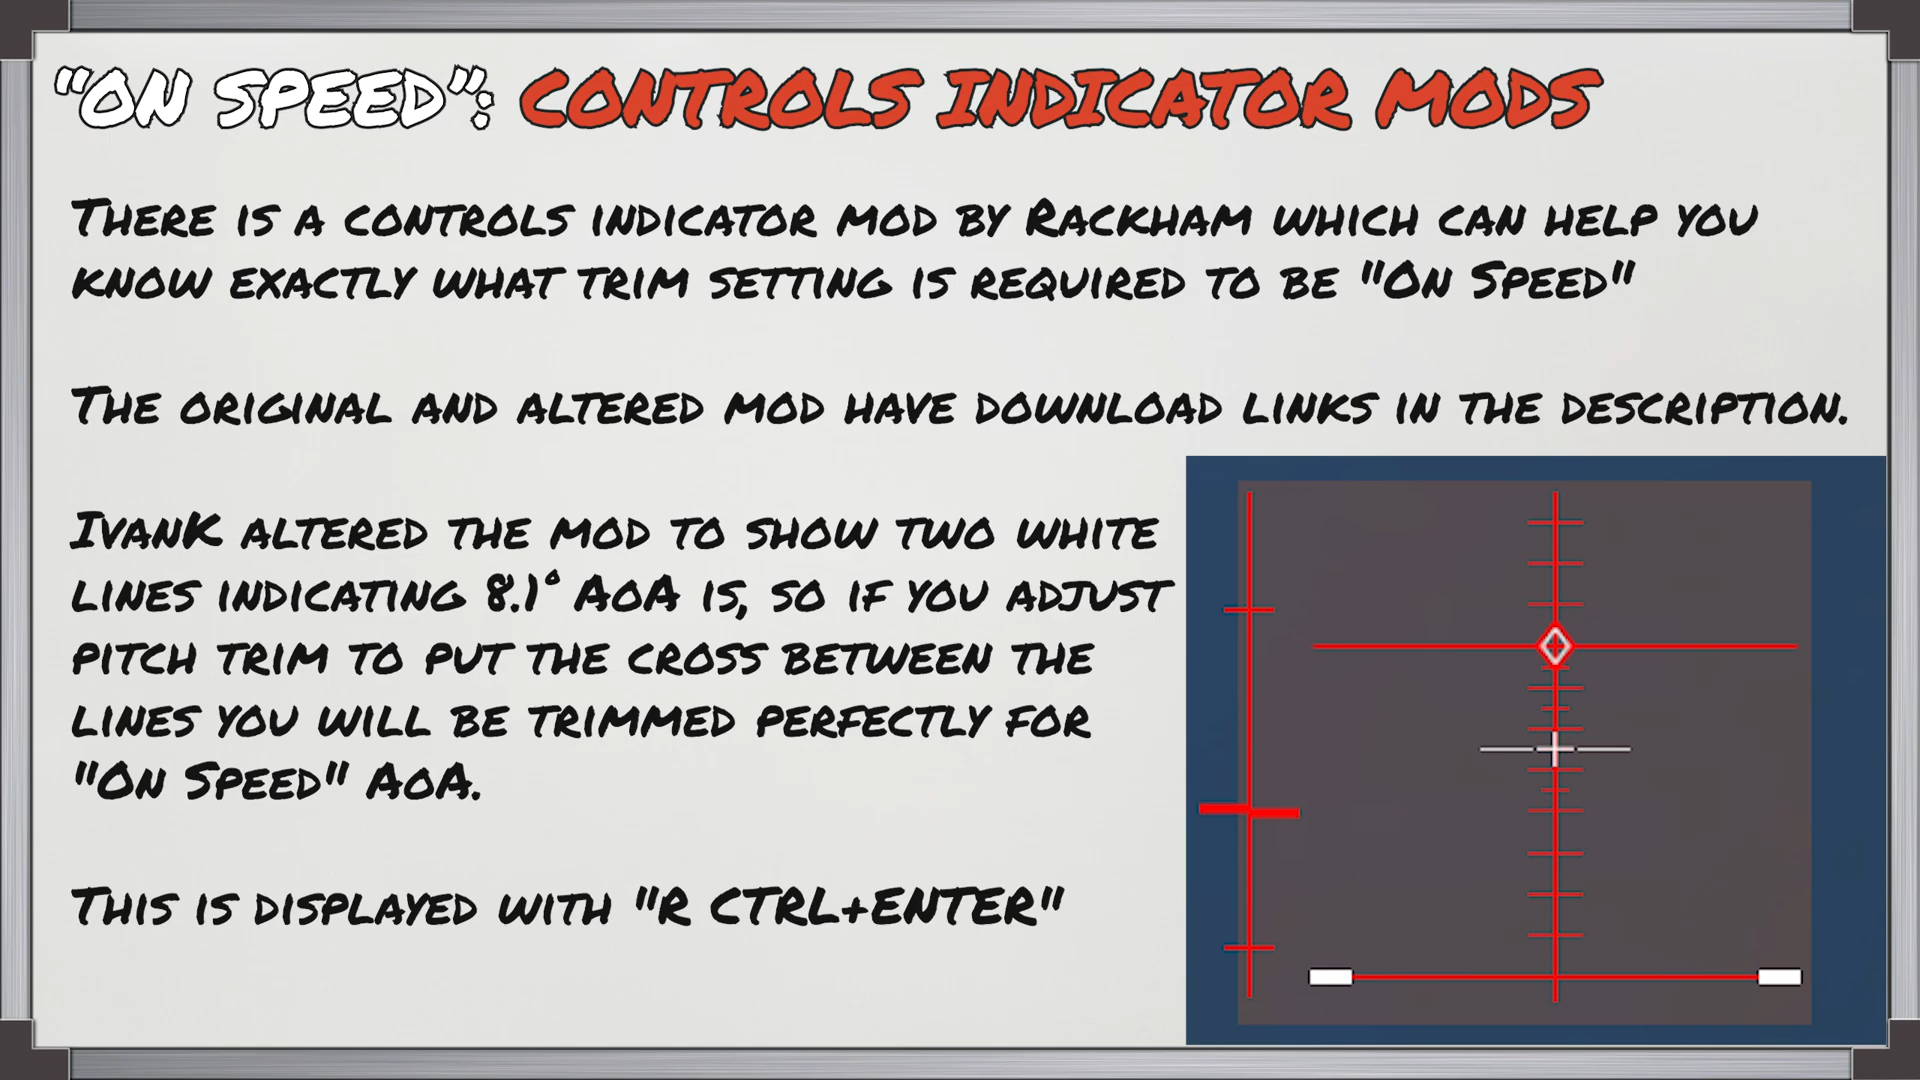 "ON SPEED": CONTROLS INDICATOR MODS
THERE IS A CONTROLS INDICATOR MOD BY RACKHAM WHICH CAN HELP YOU
KNOW EXACTLY WHAT TRIM SETTING IS REQUIRED TO BE "ON SPEED"
THE ORIGINAL AND ALTERED MOD HAVE DOWNLOAD LINKS IN THE DESCRIPTION.
IVANK ALTERED THE MOD TO SHOW TWO WHITE
LINES INDICATING 8.1° AOA IS, SO IF YOU ADJUST
PITCH TRIM TO PUT THE CROSS BETWEEN THE
LINES YOU WILL BE TRIMMED PERFECTLY FOR
"ON SPEED" AOA.
THIS IS DISPLAYED WITH "R CTRL+ENTER"